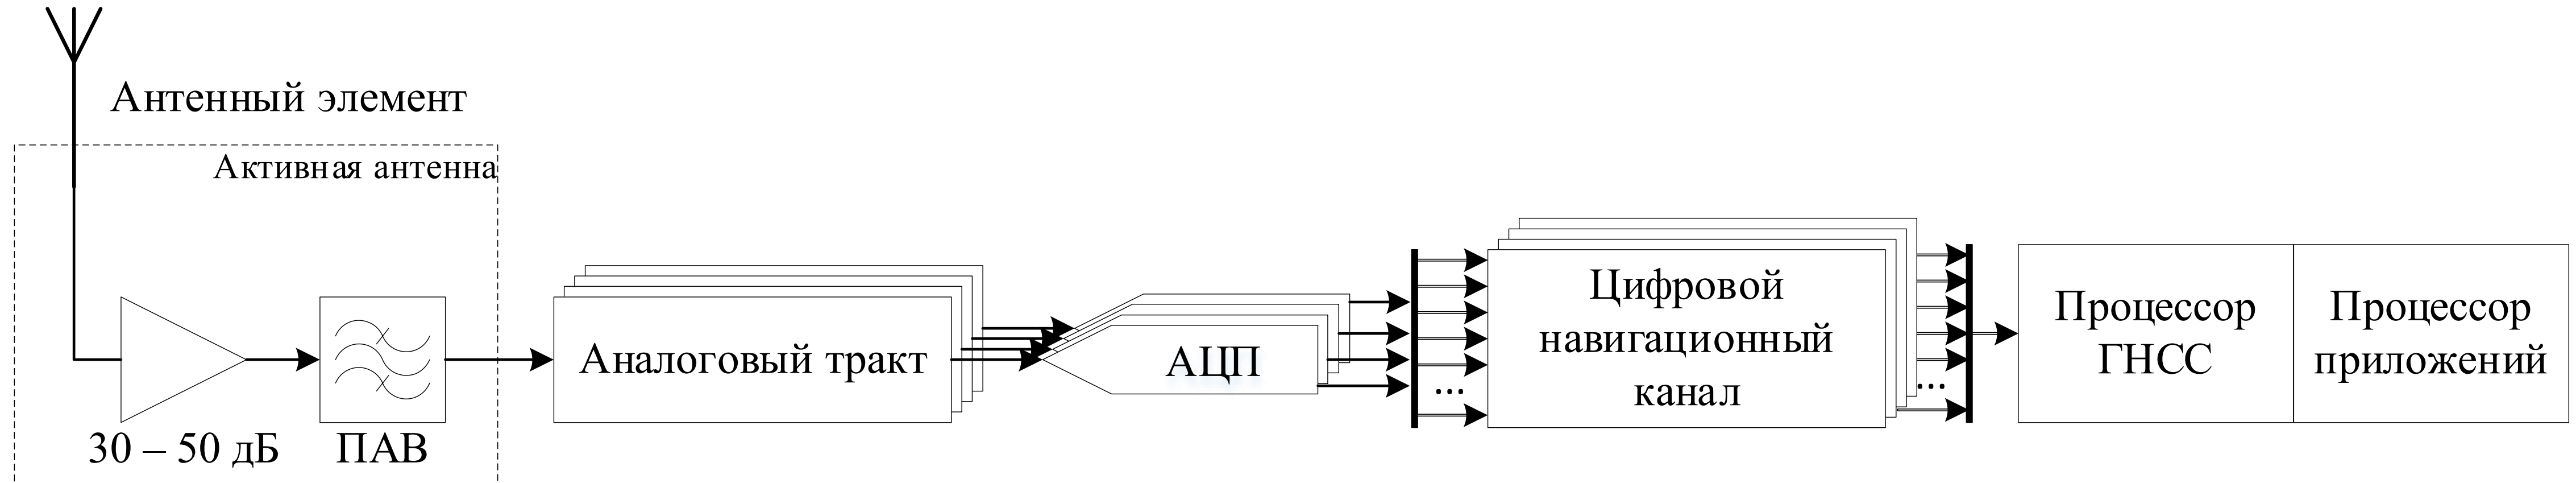 Антенный элемент
Активная антенна
30 – 50 дБ
ПАВ
Аналоговый тракт
АЦП
...
Цифровой
навигационный
канал
...
Процессор
ГНСС
Процессор
приложений